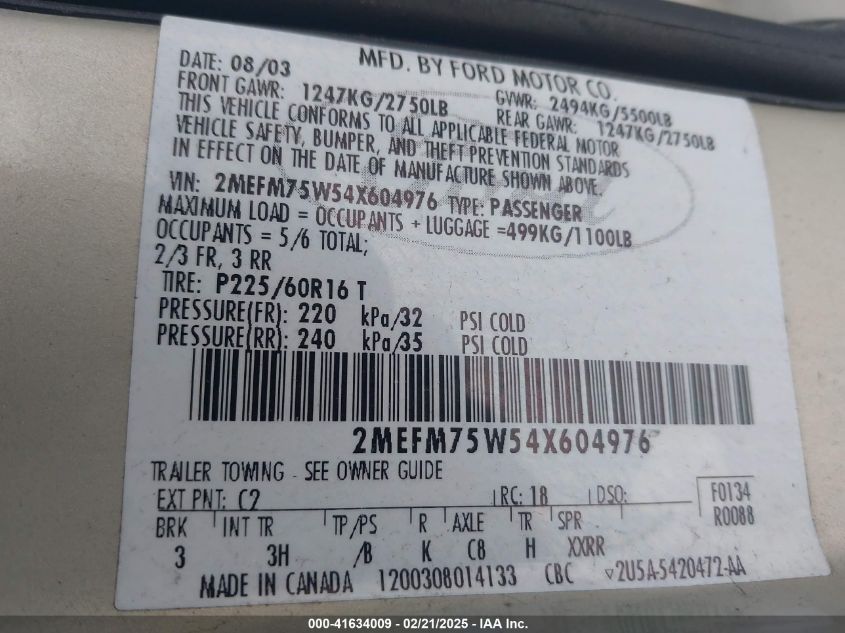 DATE: 08/03 MFD. BY FORD MOTOR CO.
FRONT GAWR: 1247KG/2750LB GVWR: 2494KG/5500LB
REAR GAWR: 1247KG/2750LB
THIS VEHICLE CONFORMS TO ALL APPLICABLE FEDERAL MOTOR
VEHICLE SAFETY, BUMPER, AND THEFT PREVENTION STANDARDS
IN EFFECT ON THE DATE OF MANUFACTURE SHOWN ABOVE.
VIN: 2MEFM75W54X604976 TYPE: PASSENGER
MAXIMUM LOAD = OCCUPANTS + LUGGAGE =499KG/1100LB
OCCUPANTS = 5/6 TOTAL;
2/3 FR, 3 RR
TIRE: P225/60R16 T
PRESSURE(FR): 220 kPa/32 PSI COLD
PRESSURE(RR): 240 kPa/35 PSI COLD
2MEFM75W54X604976
TRAILER TOWING - SEE OWNER GUIDE
EXT PNT: C2 RC: 18 DSO: F0134
R0088
BRK INT TR TP/PS R AXLE TR SPR
3 3H /B K C8 H XXRR
MADE IN CANADA 1200308014133 CBC 2U5A-5420472-AA
000-41634009 - 02/21/2025 - IAA Inc.